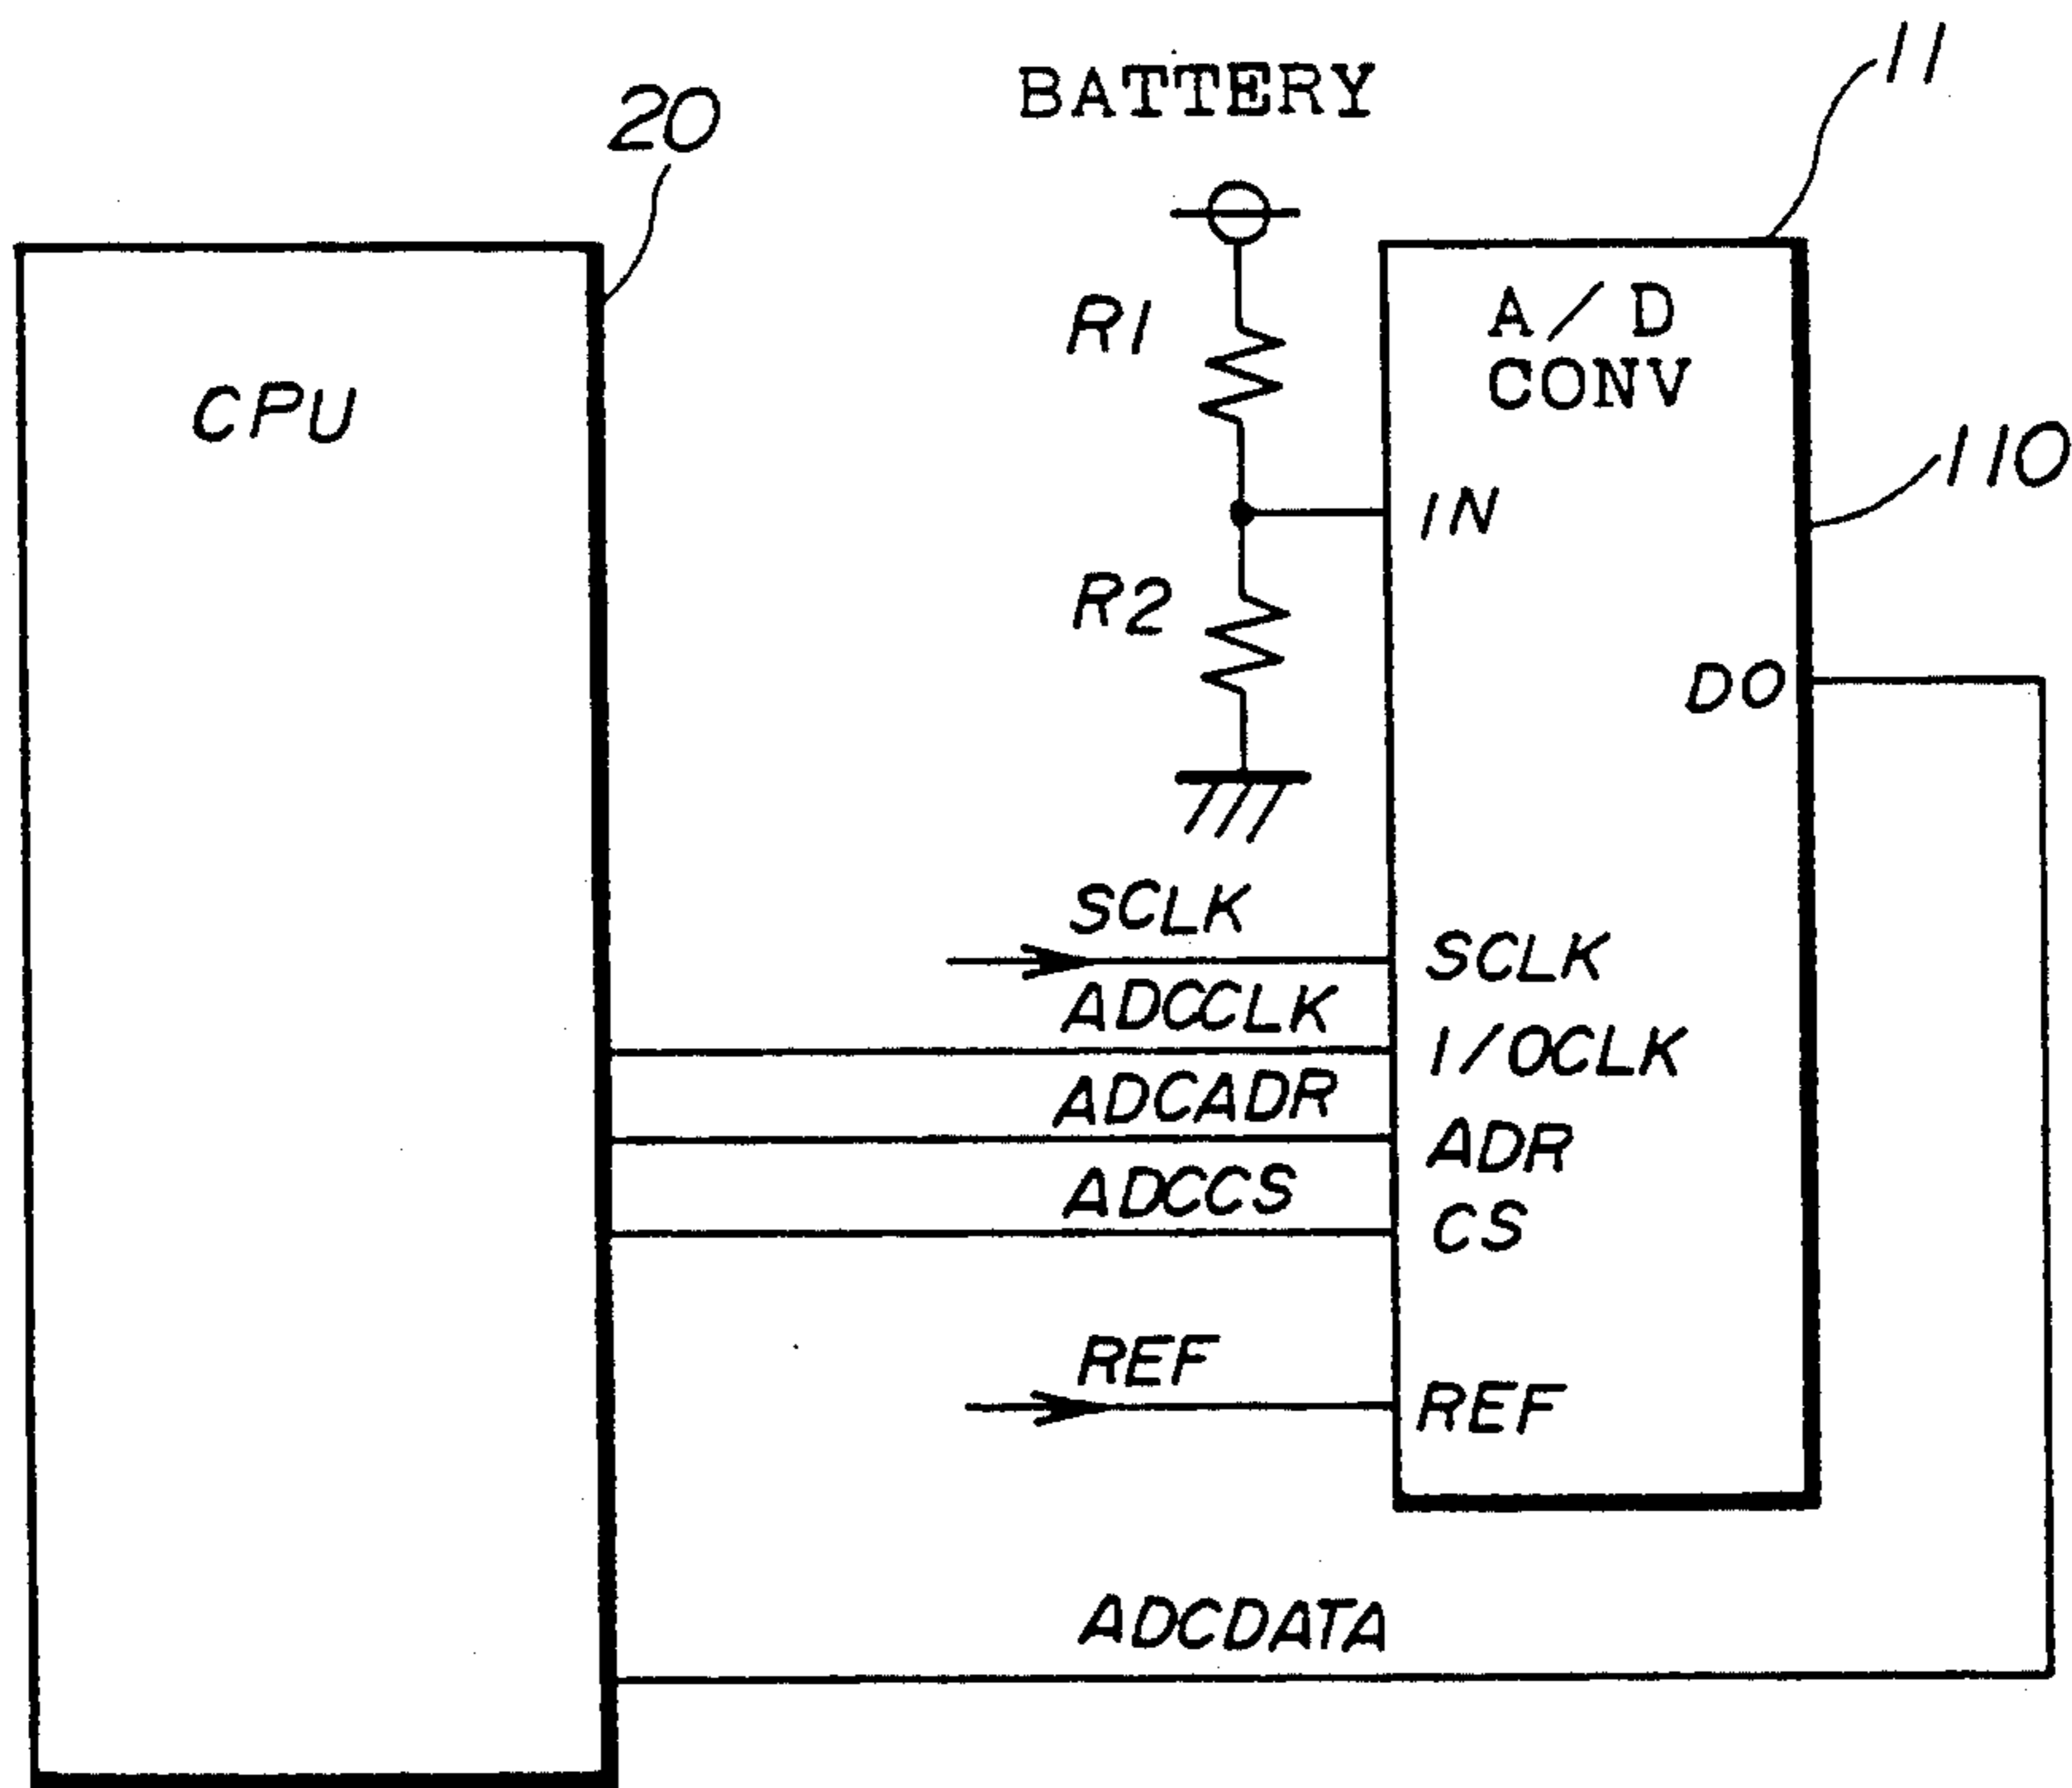 BATTERY
11
20
R1
A/D
CONV
CPU
110
IN
R2
DO
SCLK
SCLK
ADCCLK
I/OCLK
ADCADR
ADR
ADCCS
CS
REF
REF
ADCDATA